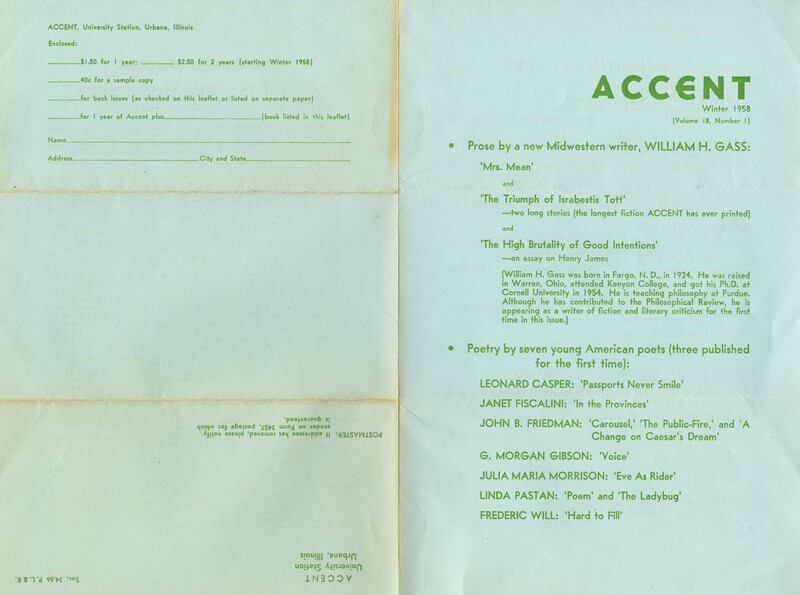 ACCENT, University Station, Urbana, Illinois
Enclosed:
$1.50 for 1 year; $2.50 for 2 years (starting Winter 1958)
40c for a sample copy
for back issues (as checked on this leaflet or listed on separate paper)
for 1 year of Accent plus (book listed in this leaflet)
Name
Address City and State
POSTMASTER: If addressee has removed, please notify
sender on Form 3457, postage for which
is guaranteed.
ACCENT
University Station
Urbana, Illinois
Sec. 34.66 P. L. & R.
ACCENT
Winter 1958
(Volume 18, Number 1)
• Prose by a new Midwestern writer, WILLIAM H. GASS:
'Mrs. Mean'
and
'The Triumph of Israbestis Tott'
—two long stories (the longest fiction ACCENT has ever printed)
and
'The High Brutality of Good Intentions'
—an essay on Henry James
(William H. Gass was born in Fargo, N. D., in 1924. He was raised
in Warren, Ohio, attended Kenyon College, and got his Ph.D. at
Cornell University in 1954. He is teaching philosophy at Purdue.
Although he has contributed to the Philosophical Review, he is
appearing as a writer of fiction and literary criticism for the first
time in this issue.)
• Poetry by seven young American poets (three published
for the first time):
LEONARD CASPER: 'Passports Never Smile'
JANET FISCALINI: 'In the Provinces'
JOHN B. FRIEDMAN: 'Carousel,' 'The Public-Fire,' and 'A
Change on Caesar's Dream'
G. MORGAN GIBSON: 'Voice'
JULIA MARIA MORRISON: 'Eve As Rider'
LINDA PASTAN: 'Poem' and 'The Ladybug'
FREDERIC WILL: 'Hard to Fill'